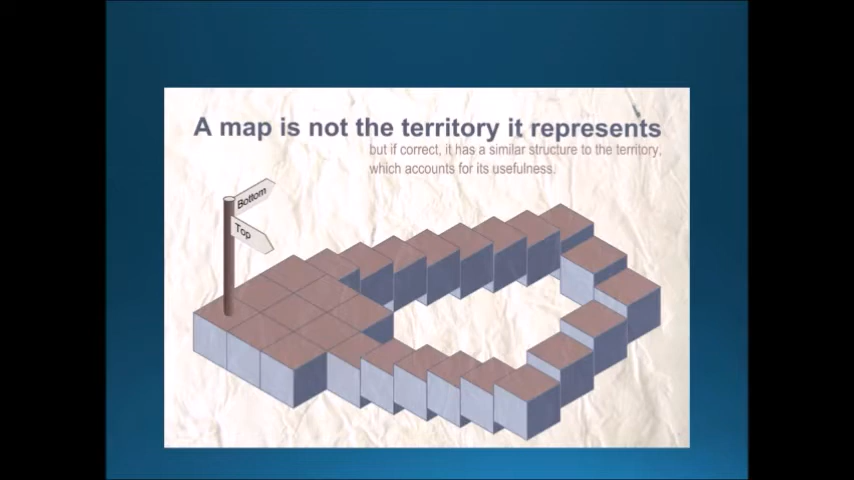 A map is not the territory it represents
but if correct, it has a similar structure to the territory,
which accounts for its usefulness.
Bottom
Top